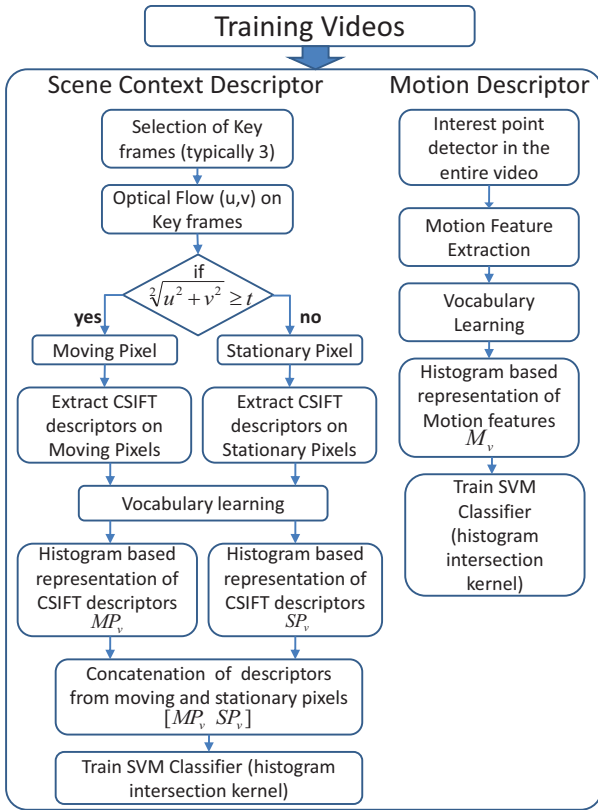 Training Videos
Scene Context Descriptor
Selection of Key
frames (typically 3)
Optical Flow (u,v) on
Key frames
if
²√(u² + v²) ≥ t
yes
no
Moving Pixel
Stationary Pixel
Extract CSIFT
descriptors on
Moving Pixels
Extract CSIFT
descriptors on
Stationary Pixels
Vocabulary learning
Histogram based
representation of
CSIFT descriptors
MPᵥ
Histogram based
representation of
CSIFT descriptors
SPᵥ
Concatenation of descriptors
from moving and stationary pixels
[MPᵥ SPᵥ]
Train SVM Classifier (histogram
intersection kernel)
Motion Descriptor
Interest point
detector in the
entire video
Motion Feature
Extraction
Vocabulary
Learning
Histogram based
representation of
Motion features
Mᵥ
Train SVM
Classifier
(histogram
intersection
kernel)